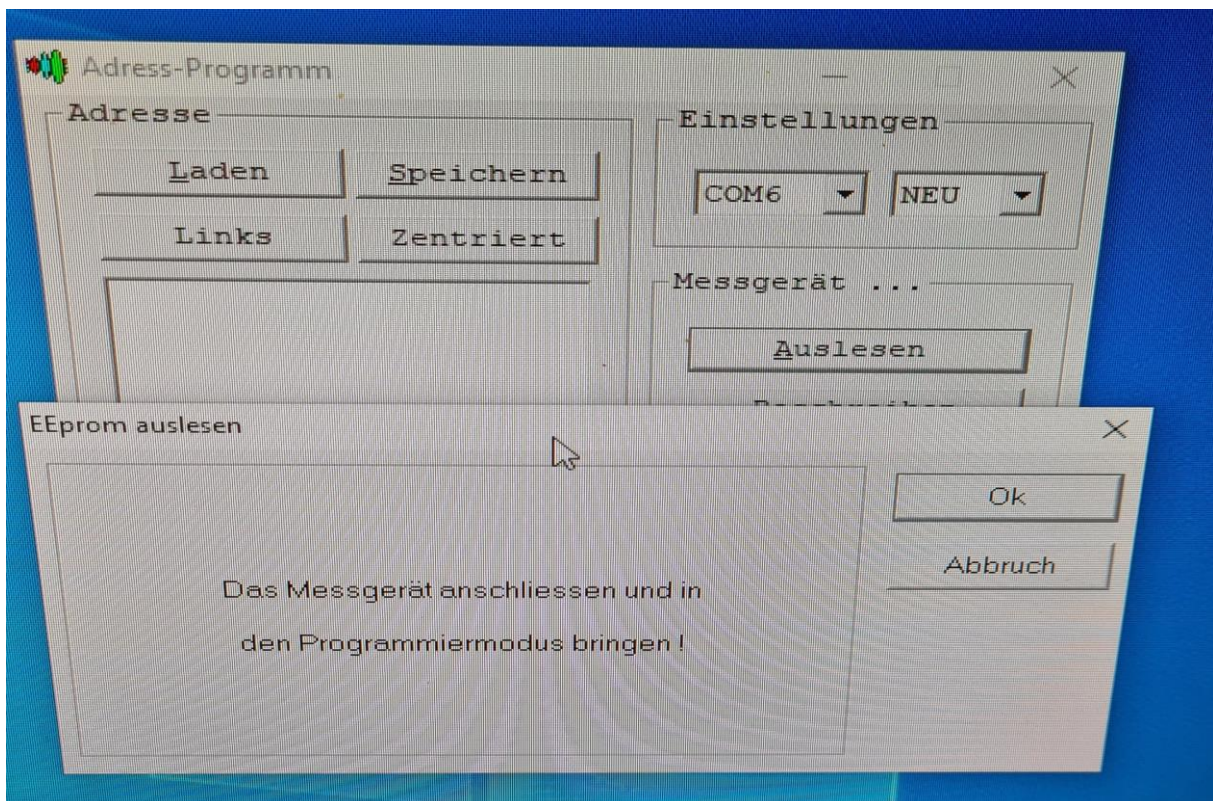 Adress-Programm
Adresse
Laden
Speichern
Links
Zentriert
Einstellungen
COM6
NEU
Messgerät ...
Auslesen
EEprom auslesen
Das Messgerät anschliessen und in
den Programmiermodus bringen !
Ok
Abbruch